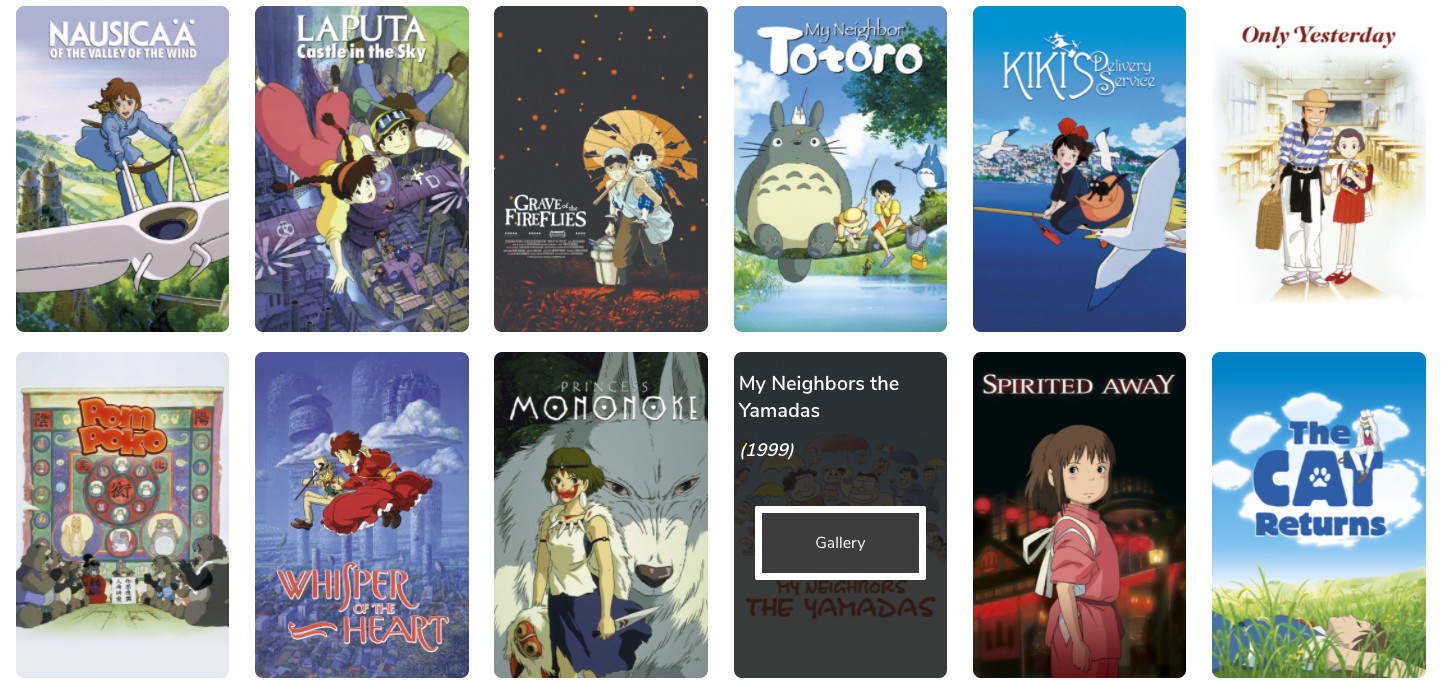 NAUSICAÄ
OF THE VALLEY OF THE WIND
LAPUTA
Castle in the Sky
GRAVE of the
FIREFLIES
My Neighbor
Totoro
KIKI'S Delivery
Service
Only Yesterday
Pom
Poko
WHISPER
OF THE
HEART
PRINCESS
MONONOKE
My Neighbors the
Yamadas
(1999)
Gallery
MY NEIGHBORS
THE YAMADAS
SPIRITED AWAY
The
CAT
Returns